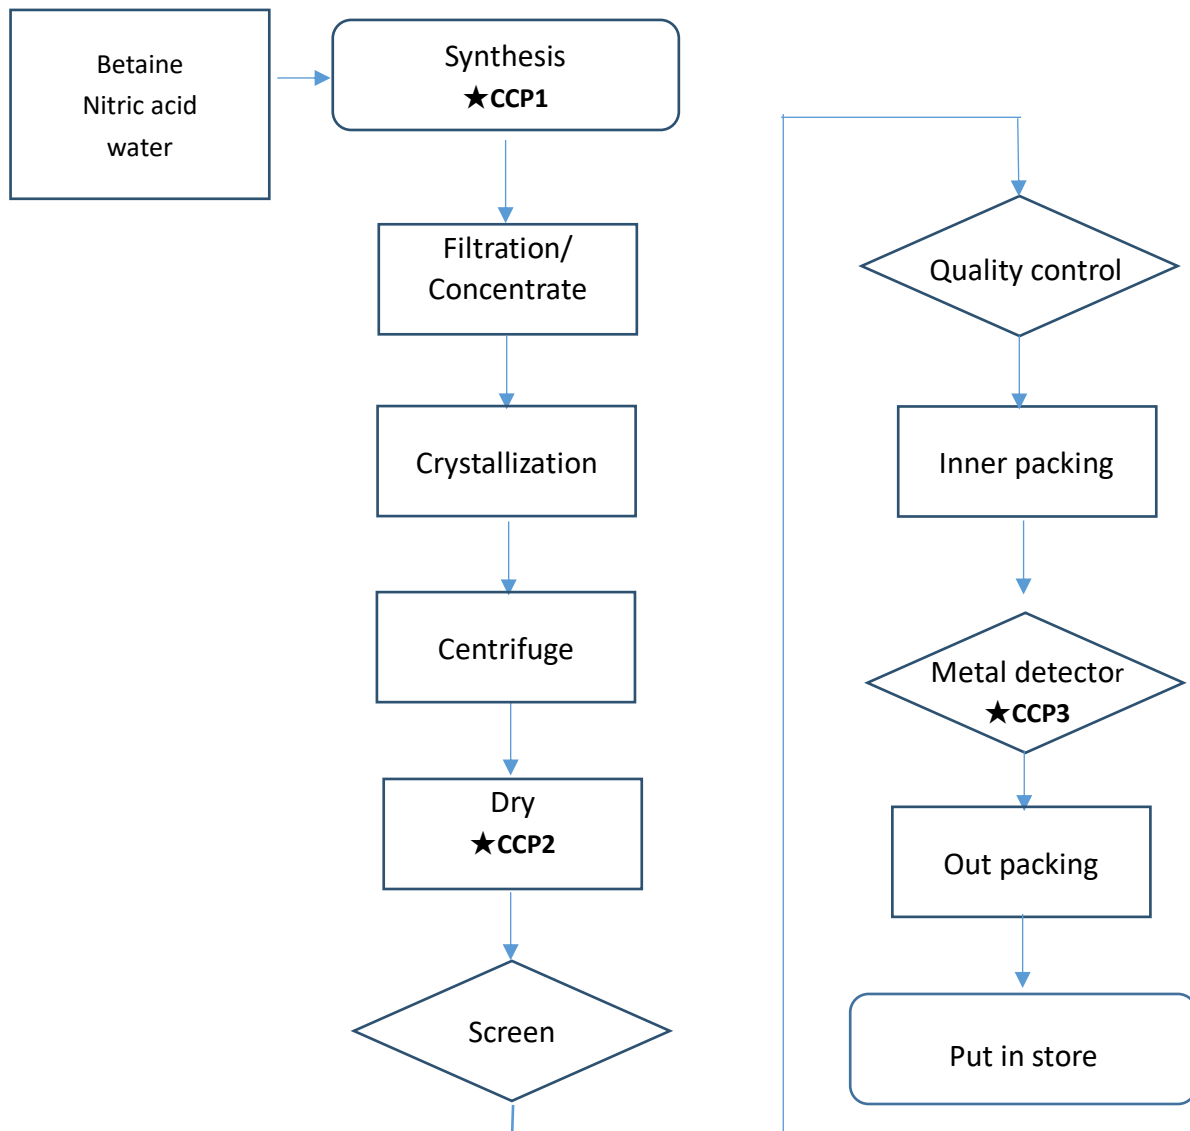 Betaine
Nitric acid
water
Synthesis
★CCP1
Filtration/
Concentrate
Crystallization
Centrifuge
Dry
★CCP2
Screen
Quality control
Inner packing
Metal detector
★CCP3
Out packing
Put in store